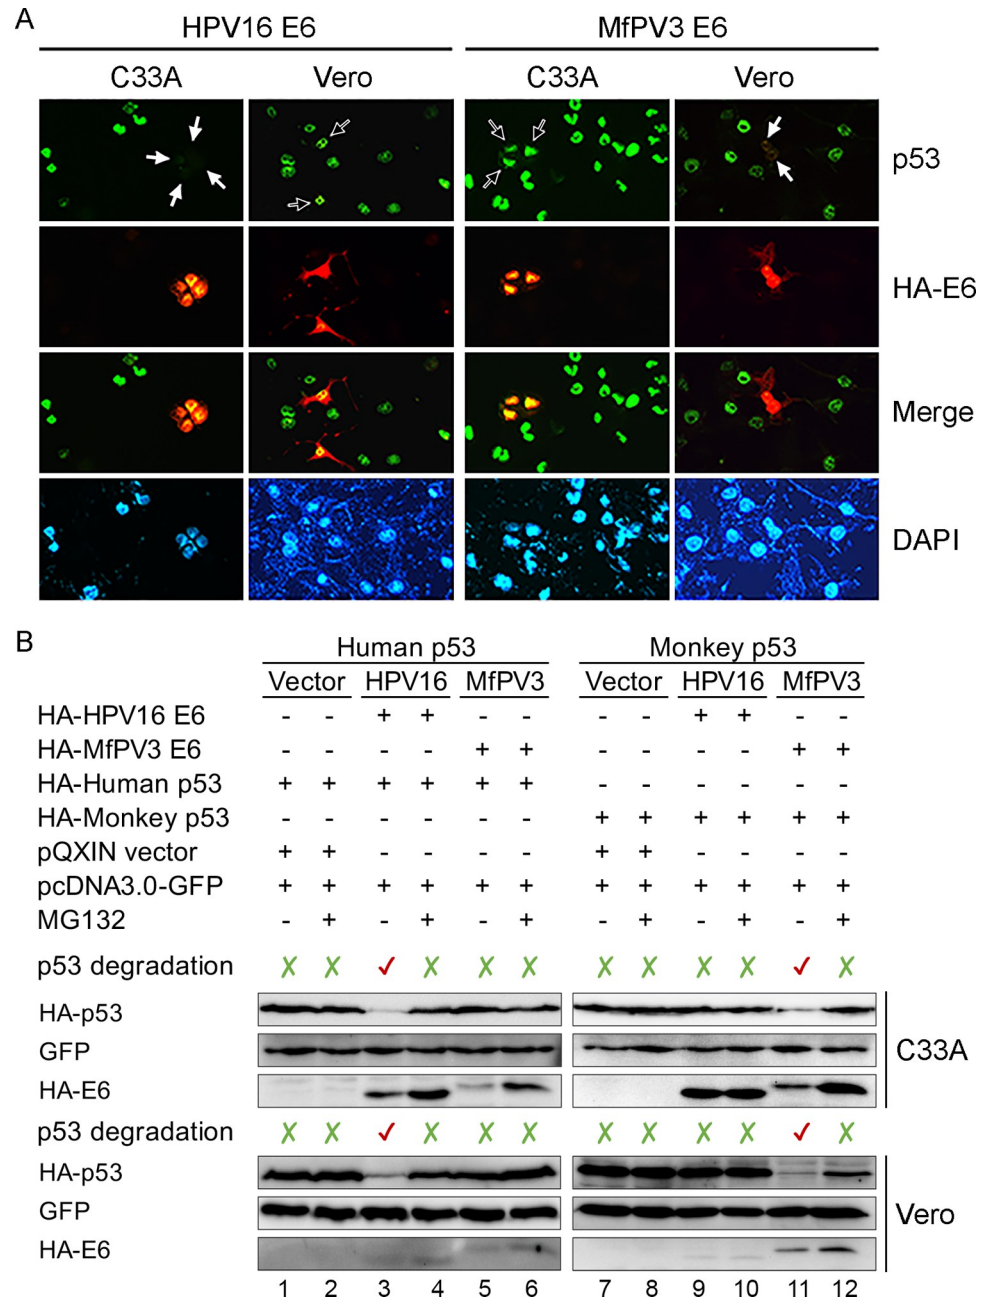 A
HPV16 E6 MfPV3 E6
C33A Vero C33A Vero
p53
HA-E6
Merge
DAPI
B
Human p53 Monkey p53
Vector HPV16 MfPV3 Vector HPV16 MfPV3
HA-HPV16 E6 - - + + - - - - + + - -
HA-MfPV3 E6 - - - - + + - - - - + +
HA-Human p53 + + + + + + - - - - - -
HA-Monkey p53 - - - - - - + + + + + +
pQXIN vector + + - - - - + + - - - -
pcDNA3.0-GFP + + + + + + + + + + + +
MG132 - + - + - + - + - + - +
p53 degradation ✗ ✗ ✓ ✗ ✗ ✗ ✗ ✗ ✗ ✗ ✓ ✗
HA-p53
GFP
C33A
HA-E6
p53 degradation ✗ ✗ ✓ ✗ ✗ ✗ ✗ ✗ ✗ ✗ ✓ ✗
HA-p53
GFP
Vero
HA-E6
1 2 3 4 5 6 7 8 9 10 11 12